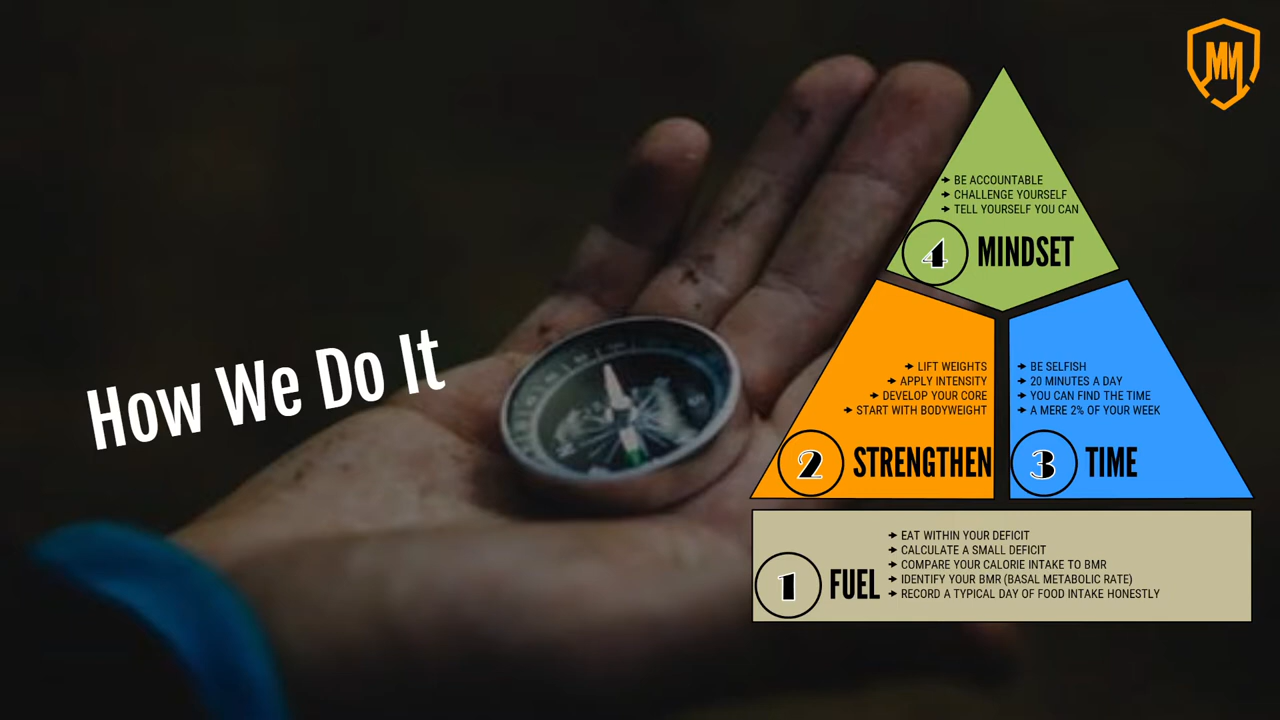 MM
How We Do It
➔ BE ACCOUNTABLE
➔ CHALLENGE YOURSELF
➔ TELL YOURSELF YOU CAN
4 MINDSET
➔ LIFT WEIGHTS
➔ APPLY INTENSITY
➔ DEVELOP YOUR CORE
➔ START WITH BODYWEIGHT
2 STRENGTHEN
➔ BE SELFISH
➔ 20 MINUTES A DAY
➔ YOU CAN FIND THE TIME
➔ A MERE 2% OF YOUR WEEK
3 TIME
➔ EAT WITHIN YOUR DEFICIT
➔ CALCULATE A SMALL DEFICIT
➔ COMPARE YOUR CALORIE INTAKE TO BMR
➔ IDENTIFY YOUR BMR (BASAL METABOLIC RATE)
➔ RECORD A TYPICAL DAY OF FOOD INTAKE HONESTLY
1 FUEL